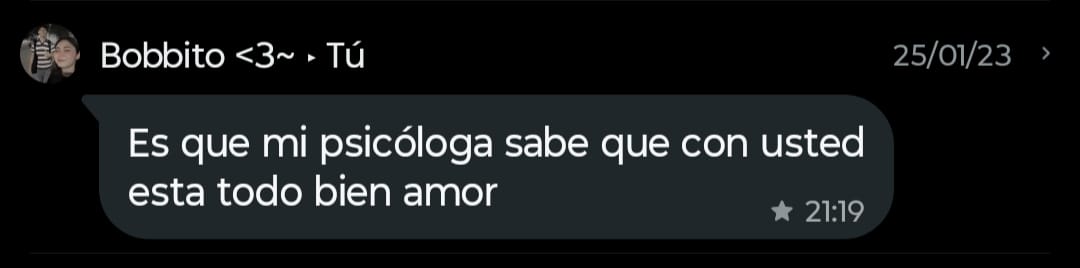 Bobbito <3~ ▸ Tú 25/01/23 >
Es que mi psicóloga sabe que con usted
esta todo bien amor
★ 21:19